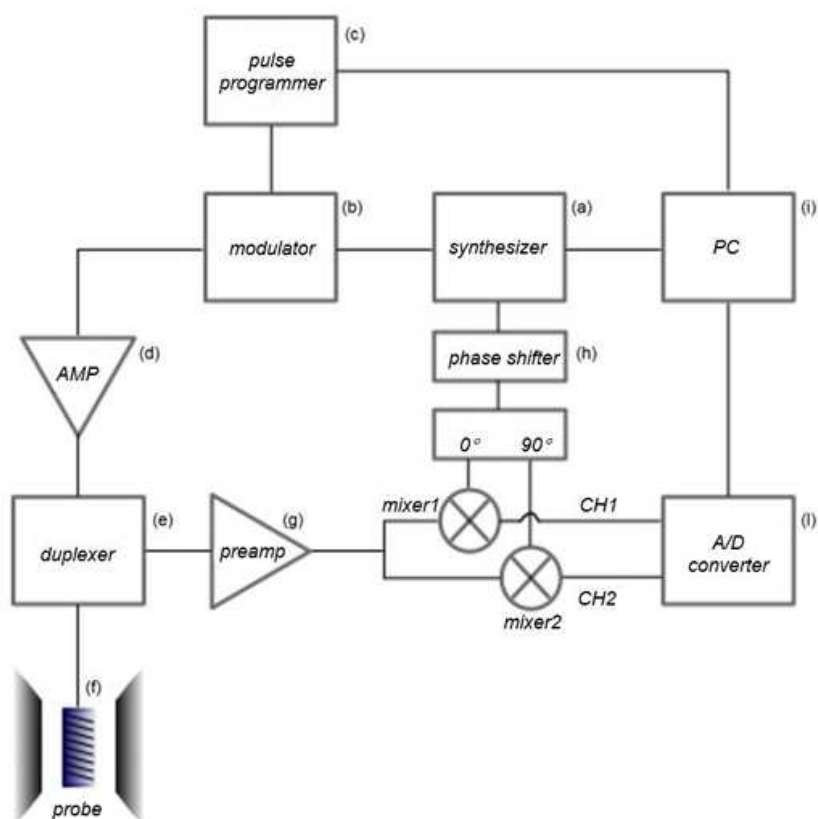 (c)
pulse
programmer
(b)
modulator
(a)
synthesizer
(i)
PC
(d)
AMP
phase shifter
(h)
0° 90°
(e)
duplexer
(g)
preamp
mixer1
CH1
mixer2
CH2
(l)
A/D
converter
(f)
probe